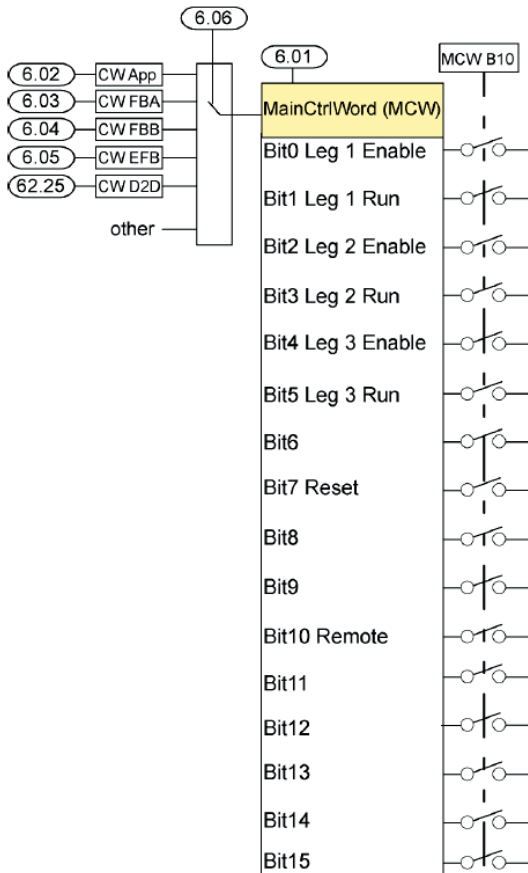 6.06
6.01
MCW B10
6.02 CW App
6.03 CW FBA
6.04 CW FBB
6.05 CW EFB
62.25 CW D2D
other
MainCtrlWord (MCW)
Bit0 Leg 1 Enable
Bit1 Leg 1 Run
Bit2 Leg 2 Enable
Bit3 Leg 2 Run
Bit4 Leg 3 Enable
Bit5 Leg 3 Run
Bit6
Bit7 Reset
Bit8
Bit9
Bit10 Remote
Bit11
Bit12
Bit13
Bit14
Bit15